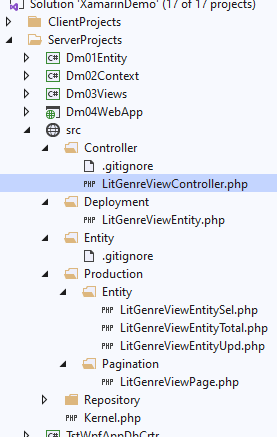 Solution 'XamarinDemo' (17 of 17 projects)
ClientProjects
ServerProjects
C# Dm01Entity
C# Dm02Context
C# Dm03Views
Dm04WebApp
src
Controller
.gitignore
PHP LitGenreViewController.php
Deployment
PHP LitGenreViewEntity.php
Entity
.gitignore
Production
Entity
PHP LitGenreViewEntitySel.php
PHP LitGenreViewEntityTotal.php
PHP LitGenreViewEntityUpd.php
Pagination
PHP LitGenreViewPage.php
Repository
PHP Kernel.php
TstWpfAppDbCrtr